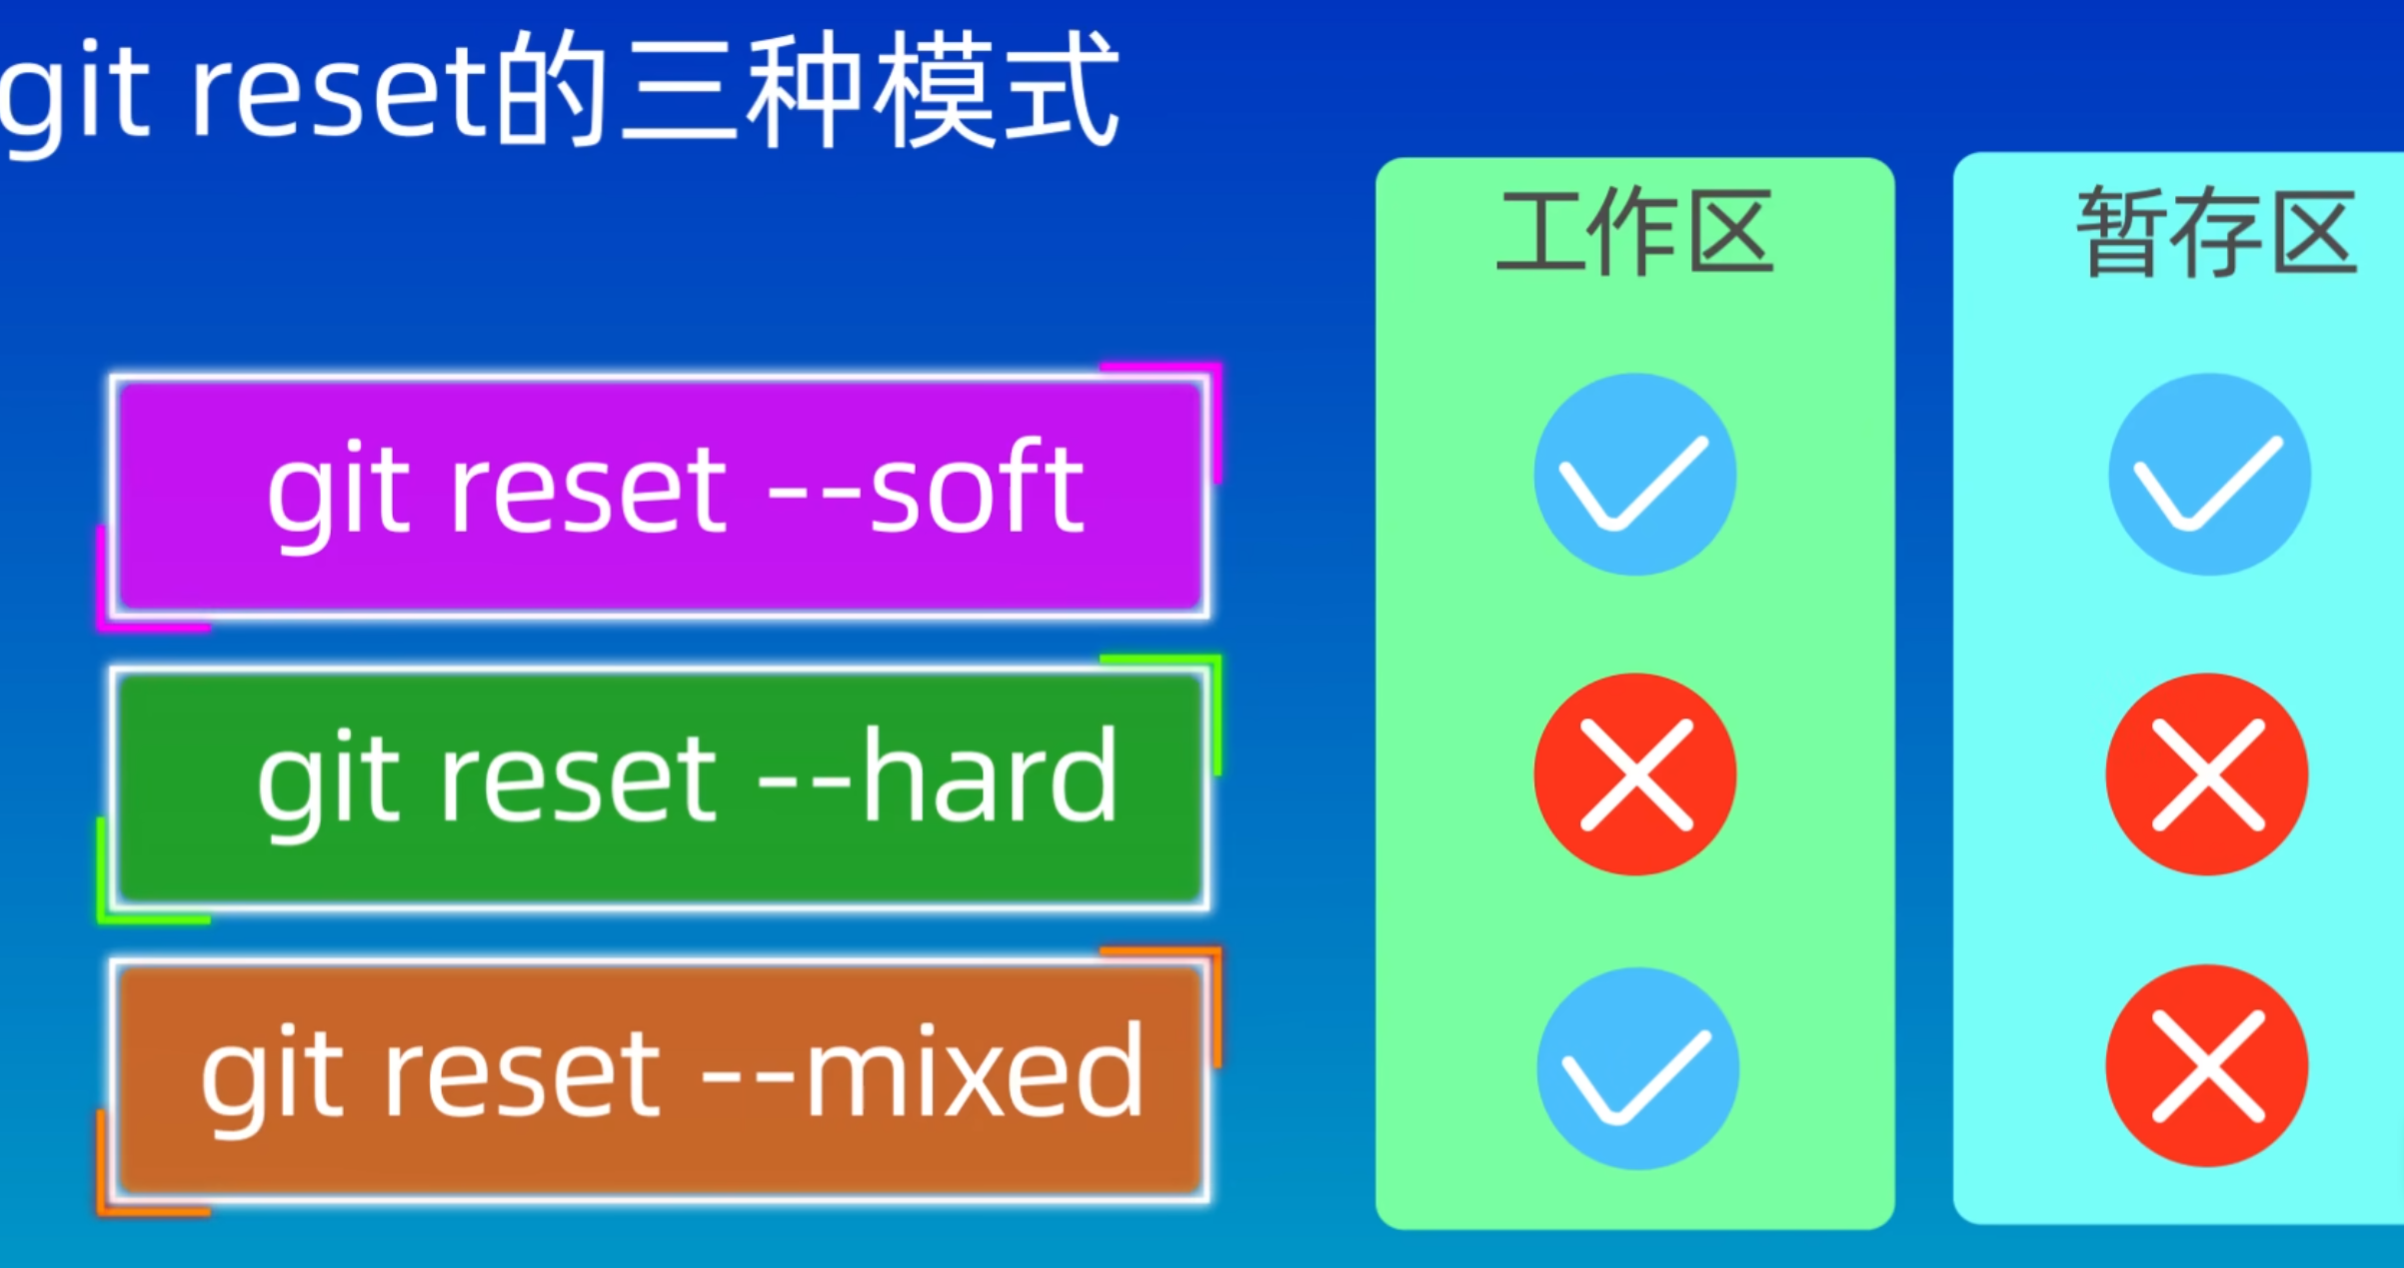 git reset的三种模式
工作区
暂存区
git reset --soft
git reset --hard
git reset --mixed